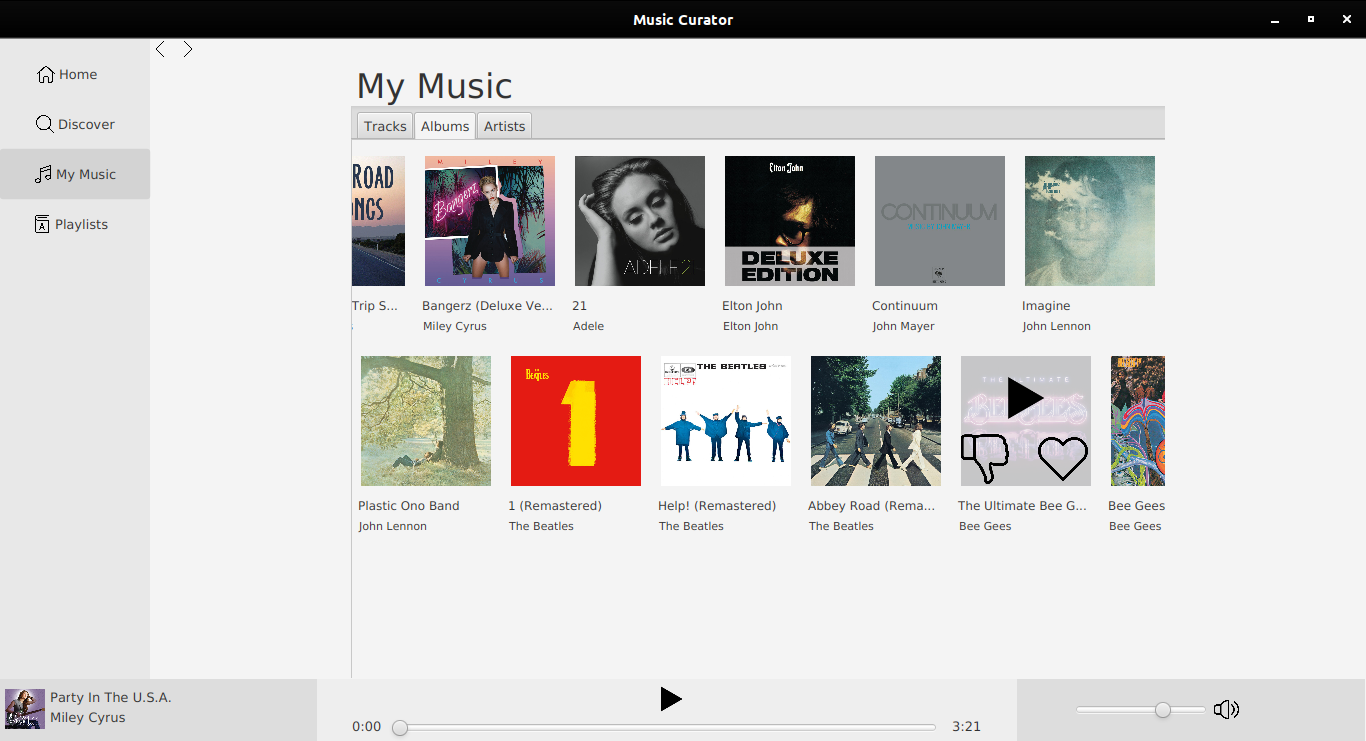 Music Curator
Home
Discover
My Music
Playlists
My Music
Tracks Albums Artists
ROAD
NGS
MILEY
Bangerz
CYRUS
ADELE 2
Elton John
DELUXE
EDITION
CONTINUUM
Trip S... Bangerz (Deluxe Ve... 21 Elton John Continuum Imagine
Miley Cyrus Adele Elton John John Mayer John Lennon
Beatles
1
THE BEATLES
THE ULTIMATE
BEE GEES
Plastic Ono Band 1 (Remastered) Help! (Remastered) Abbey Road (Rema... The Ultimate Bee G... Bee Gees
John Lennon The Beatles The Beatles The Beatles Bee Gees Bee Gees
Party In The U.S.A.
Miley Cyrus
0:00 3:21